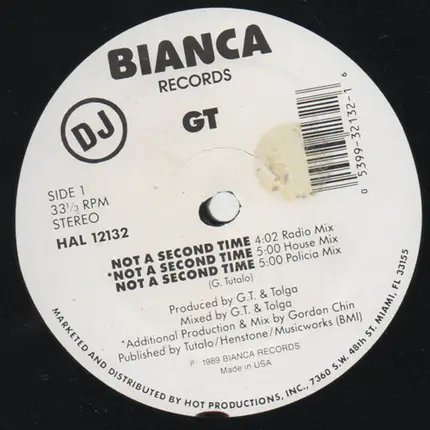 BIANCA
RECORDS
DJ
GT
0 5399-32132-1 6
SIDE 1
33 1/3 RPM
STEREO
HAL 12132
NOT A SECOND TIME 4:02 Radio Mix
*NOT A SECOND TIME 5:00 House Mix
NOT A SECOND TIME 5:00 Policia Mix
(G. Tutalo)
Produced by G.T. & Tolga
Mixed by G.T. & Tolga
*Additional Production & Mix by Gordon Chin
Published by Tutalo/Henstone/Musicworks (BMI)
℗ 1989 BIANCA RECORDS
Made in USA
MARKETED AND DISTRIBUTED BY HOT PRODUCTIONS, INC., 7360 S.W. 48th ST. MIAMI, FL 33155